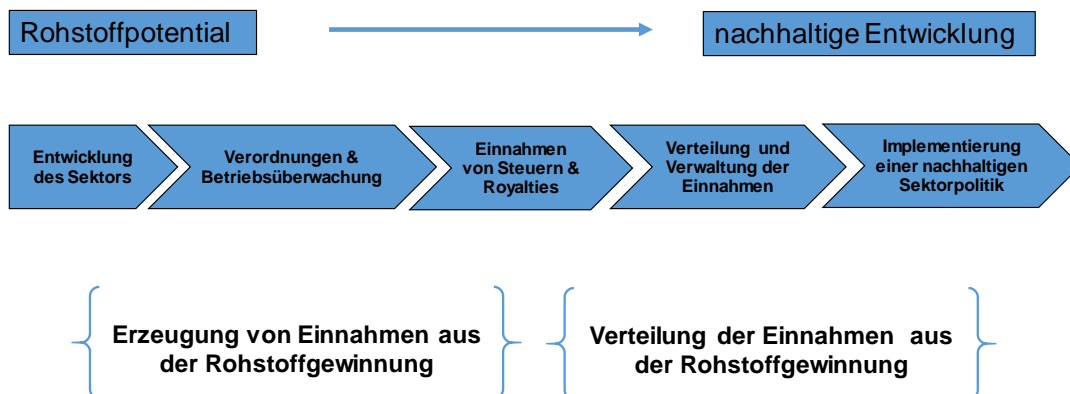 Rohstoffpotential
nachhaltige Entwicklung
Entwicklung
des Sektors
Verordnungen &
Betriebsüberwachung
Einnahmen
von Steuern &
Royalties
Verteilung und
Verwaltung der
Einnahmen
Implementierung
einer nachhaltigen
Sektorpolitik
Erzeugung von Einnahmen aus
der Rohstoffgewinnung
Verteilung der Einnahmen aus
der Rohstoffgewinnung